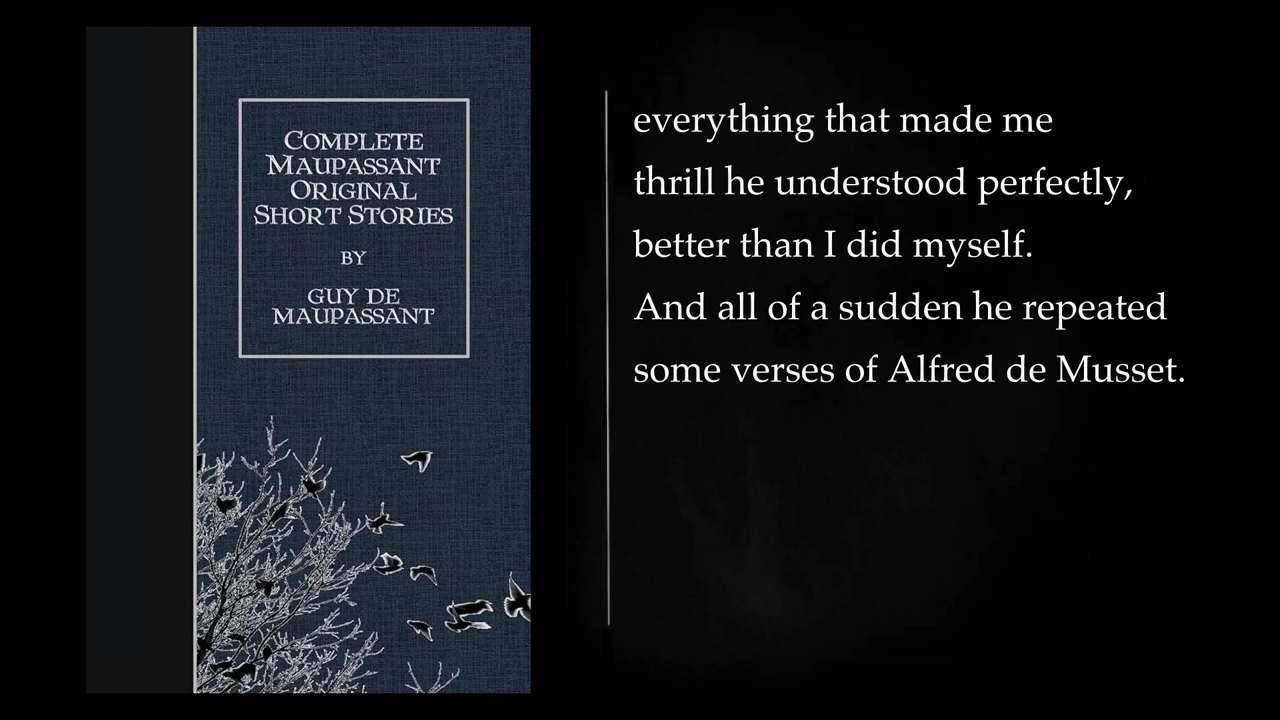 COMPLETE
MAUPASSANT
ORIGINAL
SHORT STORIES
BY
GUY DE
MAUPASSANT
everything that made me
thrill he understood perfectly,
better than I did myself.
And all of a sudden he repeated
some verses of Alfred de Musset.